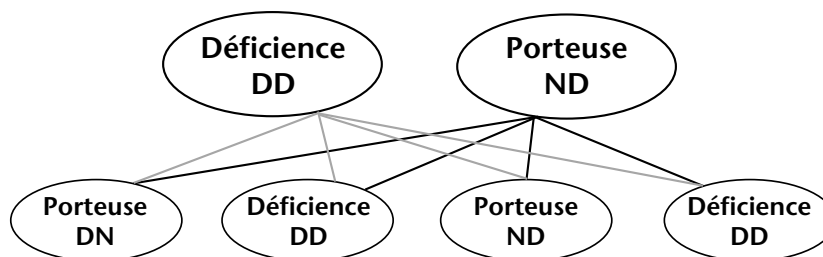 Déficience
DD
Porteuse
ND
Porteuse
DN
Déficience
DD
Porteuse
ND
Déficience
DD